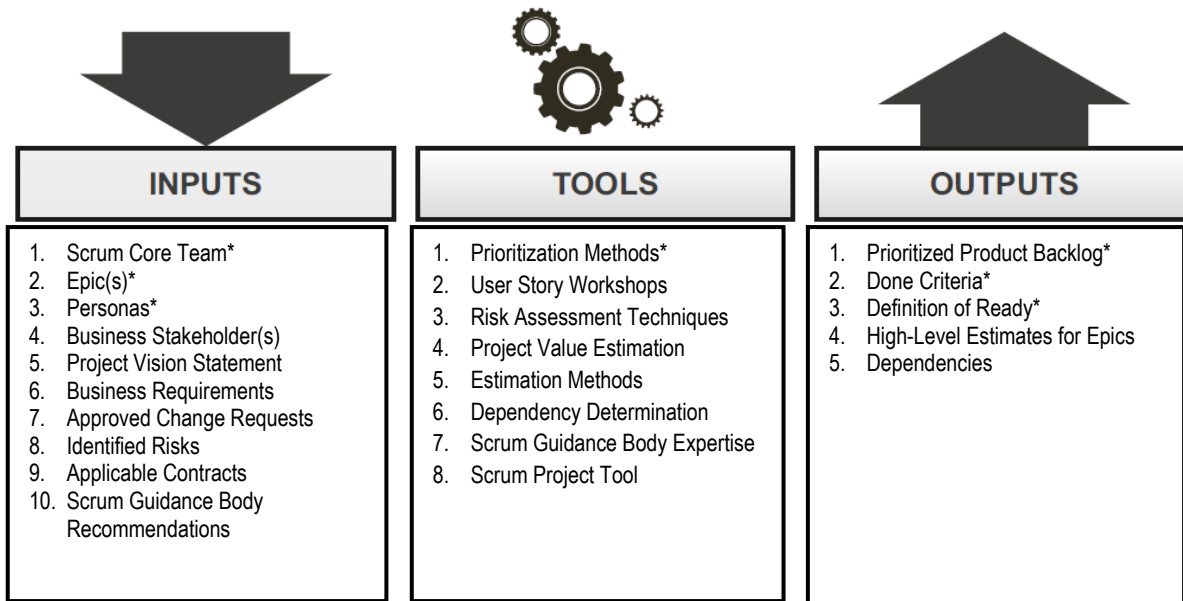 INPUTS
1. Scrum Core Team*
2. Epic(s)*
3. Personas*
4. Business Stakeholder(s)
5. Project Vision Statement
6. Business Requirements
7. Approved Change Requests
8. Identified Risks
9. Applicable Contracts
10. Scrum Guidance Body
Recommendations
TOOLS
1. Prioritization Methods*
2. User Story Workshops
3. Risk Assessment Techniques
4. Project Value Estimation
5. Estimation Methods
6. Dependency Determination
7. Scrum Guidance Body Expertise
8. Scrum Project Tool
OUTPUTS
1. Prioritized Product Backlog*
2. Done Criteria*
3. Definition of Ready*
4. High-Level Estimates for Epics
5. Dependencies